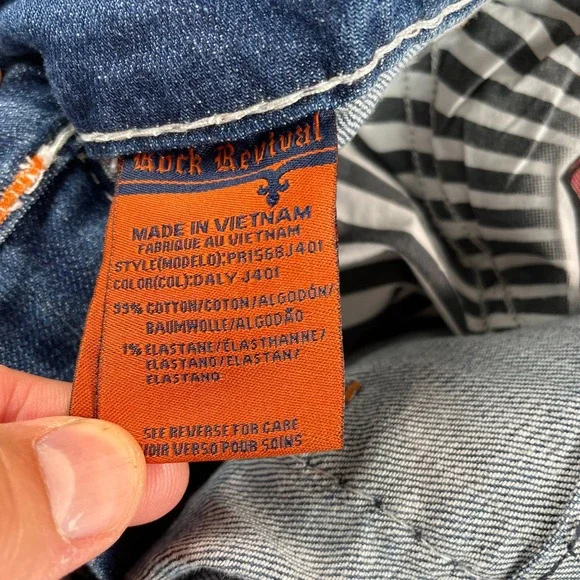 Rock Revival
MADE IN VIETNAM
FABRIQUE AU VIETNAM
STYLE(MODELO):PR1568J401
COLOR(COL):DALY J401
99% COTTON/COTON/ALGODÓN/
BAUMWOLLE/ALGODÃO
1% ELASTANE/ÉLASTHANNE/
ELASTANO/ELASTAN/
ELASTANO
SEE REVERSE FOR CARE
VOIR VERSO POUR SOINS